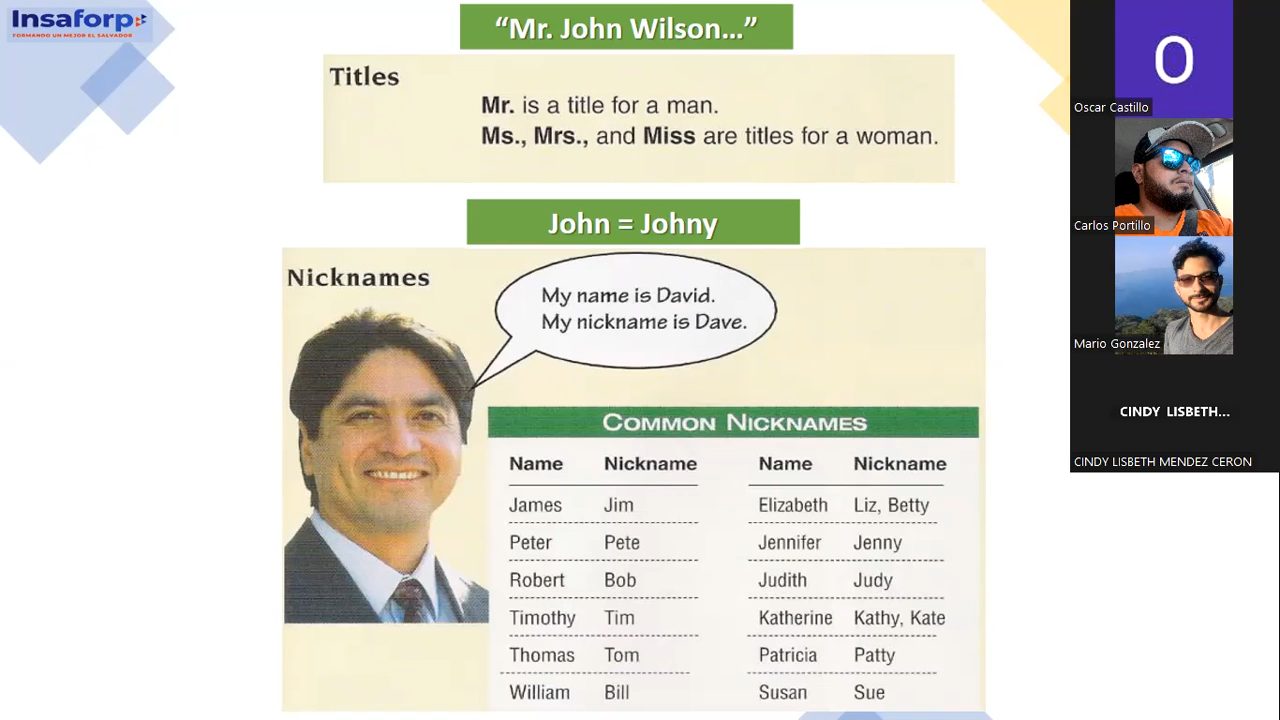 Insaforp
FORMANDO UN MEJOR EL SALVADOR
“Mr. John Wilson…”
Titles
Mr. is a title for a man.
Ms., Mrs., and Miss are titles for a woman.
John = Johny
Nicknames
My name is David.
My nickname is Dave.
COMMON NICKNAMES
Name Nickname Name Nickname
James Jim Elizabeth Liz, Betty
Peter Pete Jennifer Jenny
Robert Bob Judith Judy
Timothy Tim Katherine Kathy, Kate
Thomas Tom Patricia Patty
William Bill Susan Sue
O
Oscar Castillo
Carlos Portillo
Mario Gonzalez
CINDY LISBETH...
CINDY LISBETH MENDEZ CERON